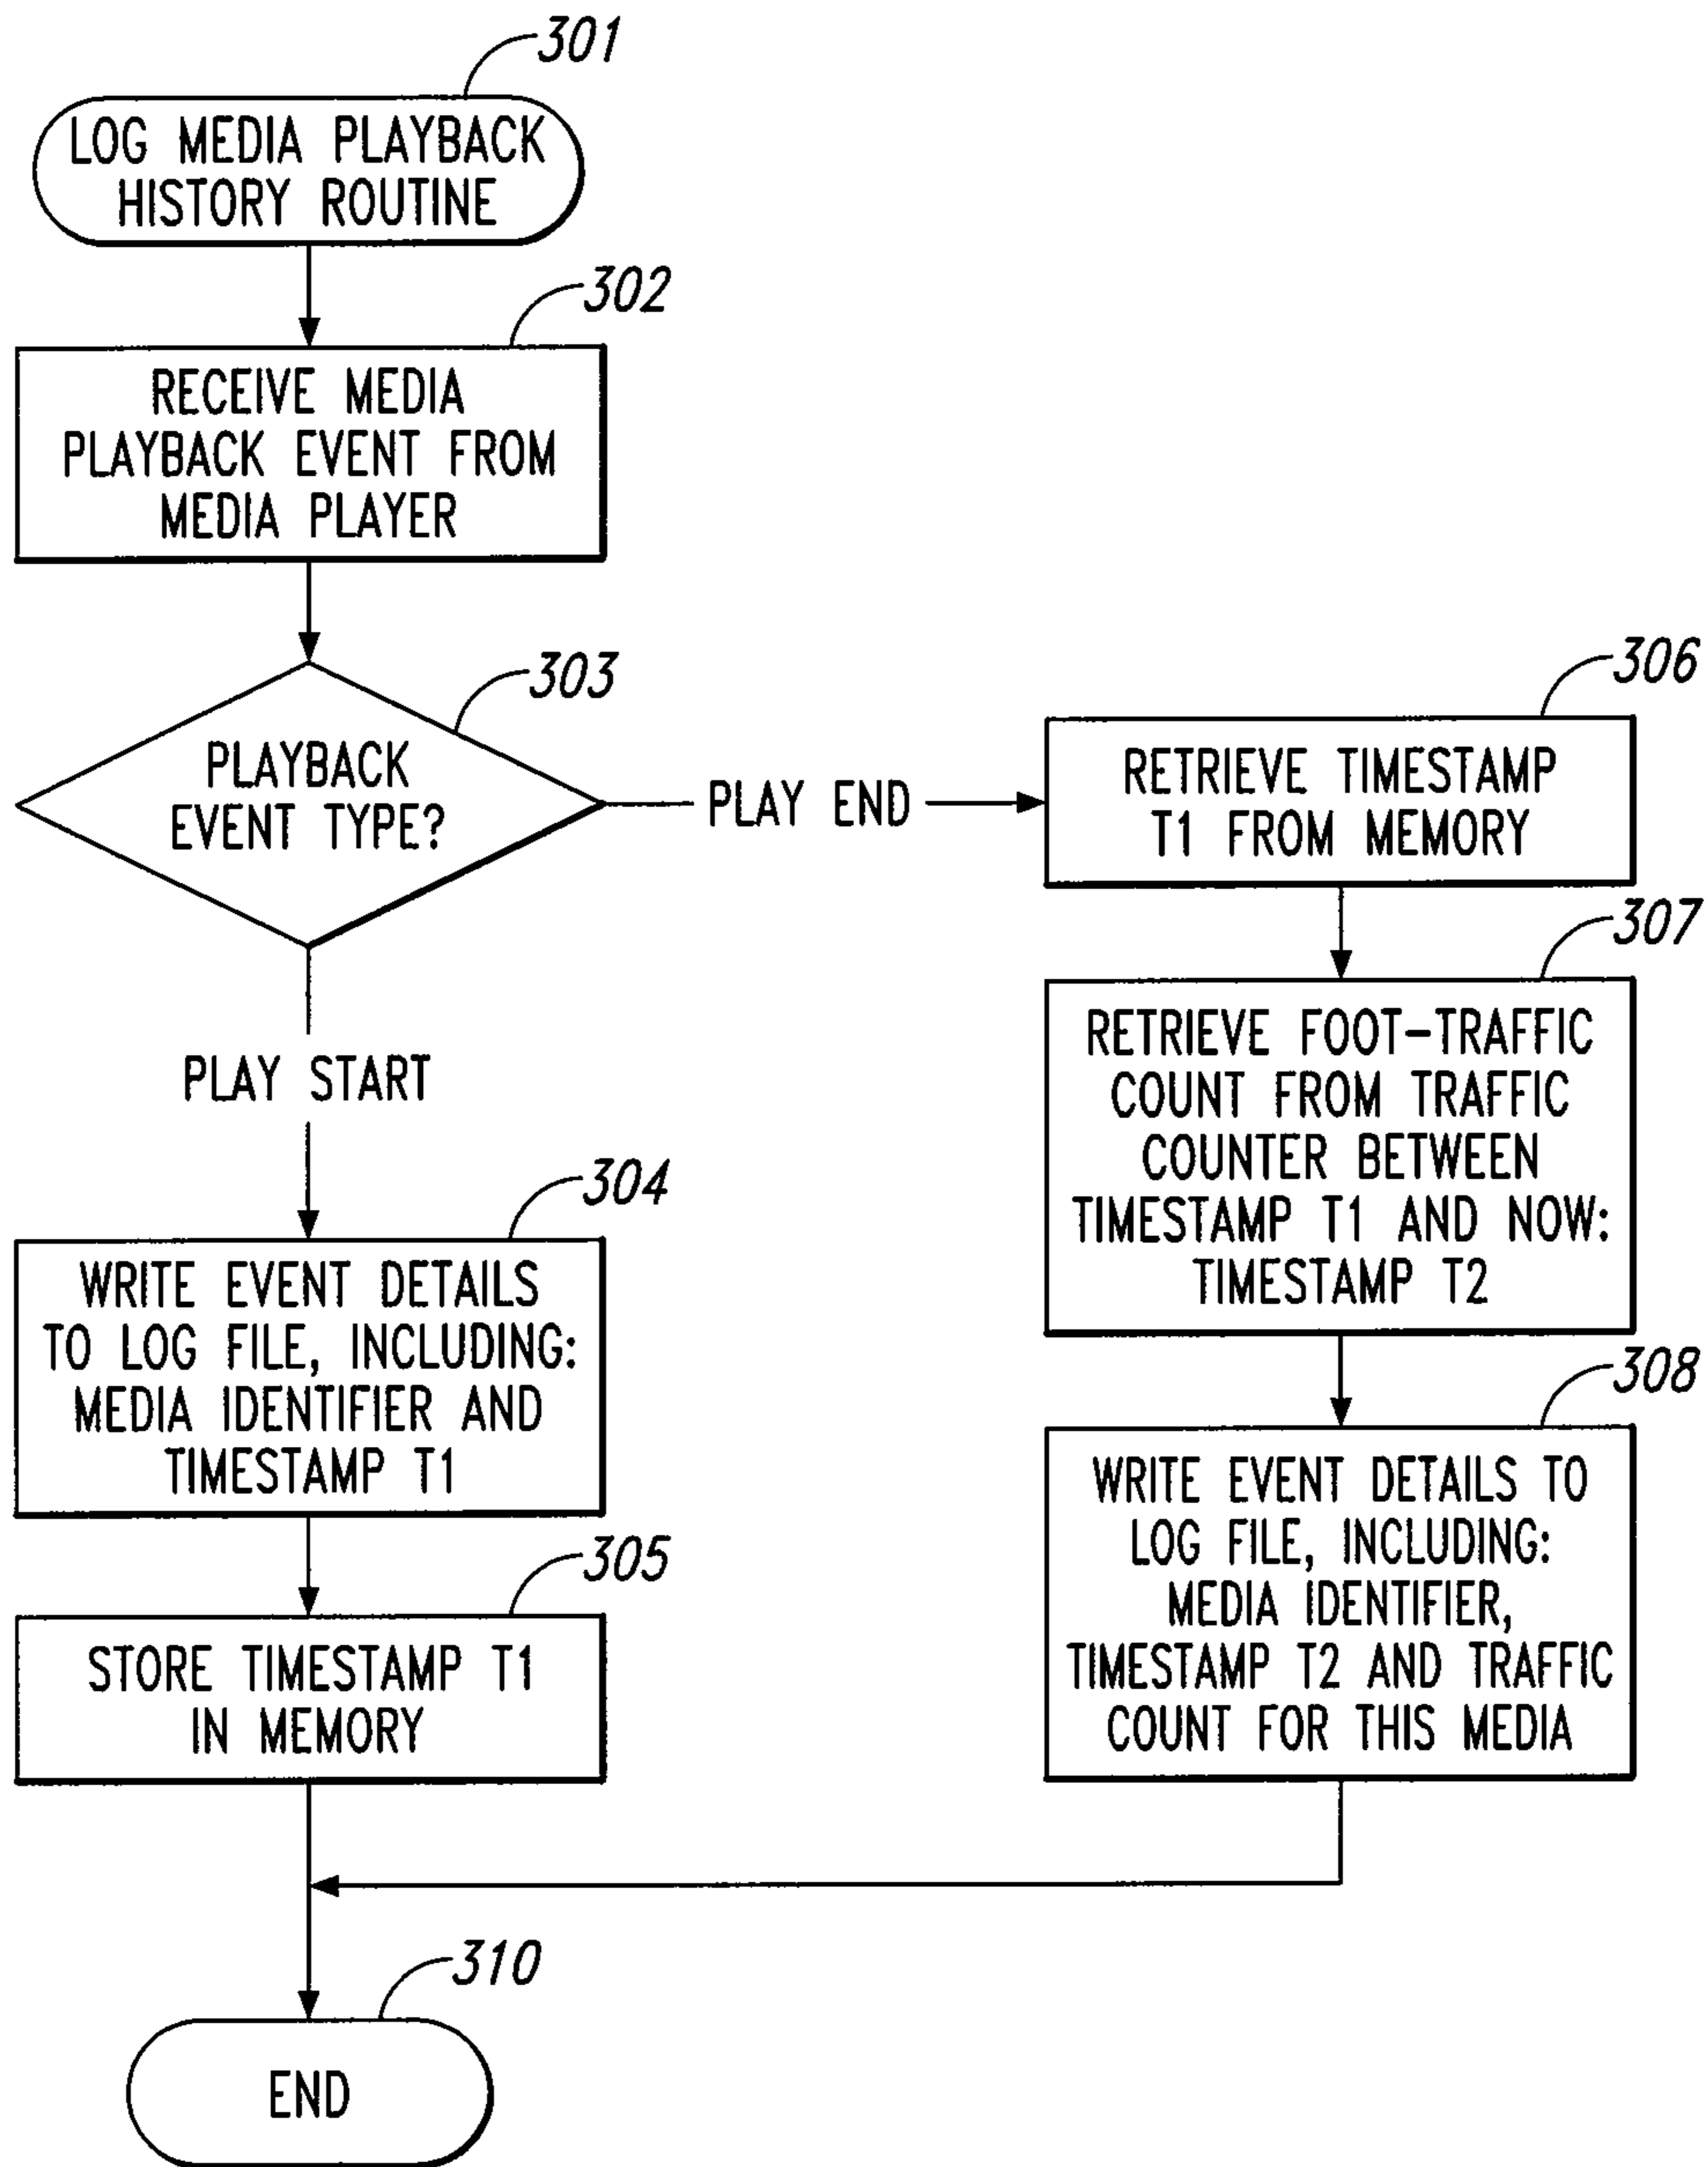 301
LOG MEDIA PLAYBACK
HISTORY ROUTINE
302
RECEIVE MEDIA
PLAYBACK EVENT FROM
MEDIA PLAYER
303
PLAYBACK
EVENT TYPE?
PLAY END
PLAY START
304
WRITE EVENT DETAILS
TO LOG FILE, INCLUDING:
MEDIA IDENTIFIER AND
TIMESTAMP T1
305
STORE TIMESTAMP T1
IN MEMORY
306
RETRIEVE TIMESTAMP
T1 FROM MEMORY
307
RETRIEVE FOOT-TRAFFIC
COUNT FROM TRAFFIC
COUNTER BETWEEN
TIMESTAMP T1 AND NOW:
TIMESTAMP T2
308
WRITE EVENT DETAILS TO
LOG FILE, INCLUDING:
MEDIA IDENTIFIER,
TIMESTAMP T2 AND TRAFFIC
COUNT FOR THIS MEDIA
310
END